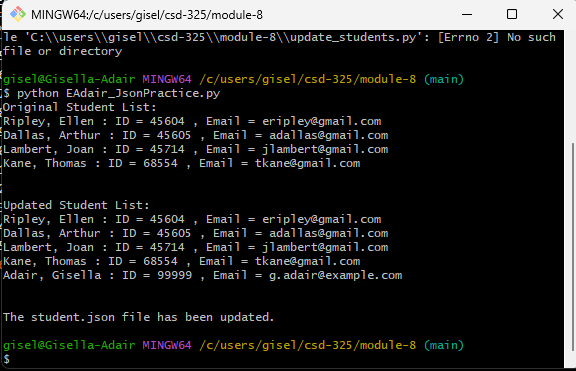 MINGW64:/c/users/gisel/csd-325/module-8
le 'C:\\users\\gisel\\csd-325\\module-8\\update_students.py': [Errno 2] No such
file or directory
gisel@Gisella-Adair MINGW64 /c/users/gisel/csd-325/module-8 (main)
$ python EAdair_JsonPractice.py
Original Student List:
Ripley, Ellen : ID = 45604 , Email = eripley@gmail.com
Dallas, Arthur : ID = 45605 , Email = adallas@gmail.com
Lambert, Joan : ID = 45714 , Email = jlambert@gmail.com
Kane, Thomas : ID = 68554 , Email = tkane@gmail.com
Updated Student List:
Ripley, Ellen : ID = 45604 , Email = eripley@gmail.com
Dallas, Arthur : ID = 45605 , Email = adallas@gmail.com
Lambert, Joan : ID = 45714 , Email = jlambert@gmail.com
Kane, Thomas : ID = 68554 , Email = tkane@gmail.com
Adair, Gisella : ID = 99999 , Email = g.adair@example.com
The student.json file has been updated.
gisel@Gisella-Adair MINGW64 /c/users/gisel/csd-325/module-8 (main)
$